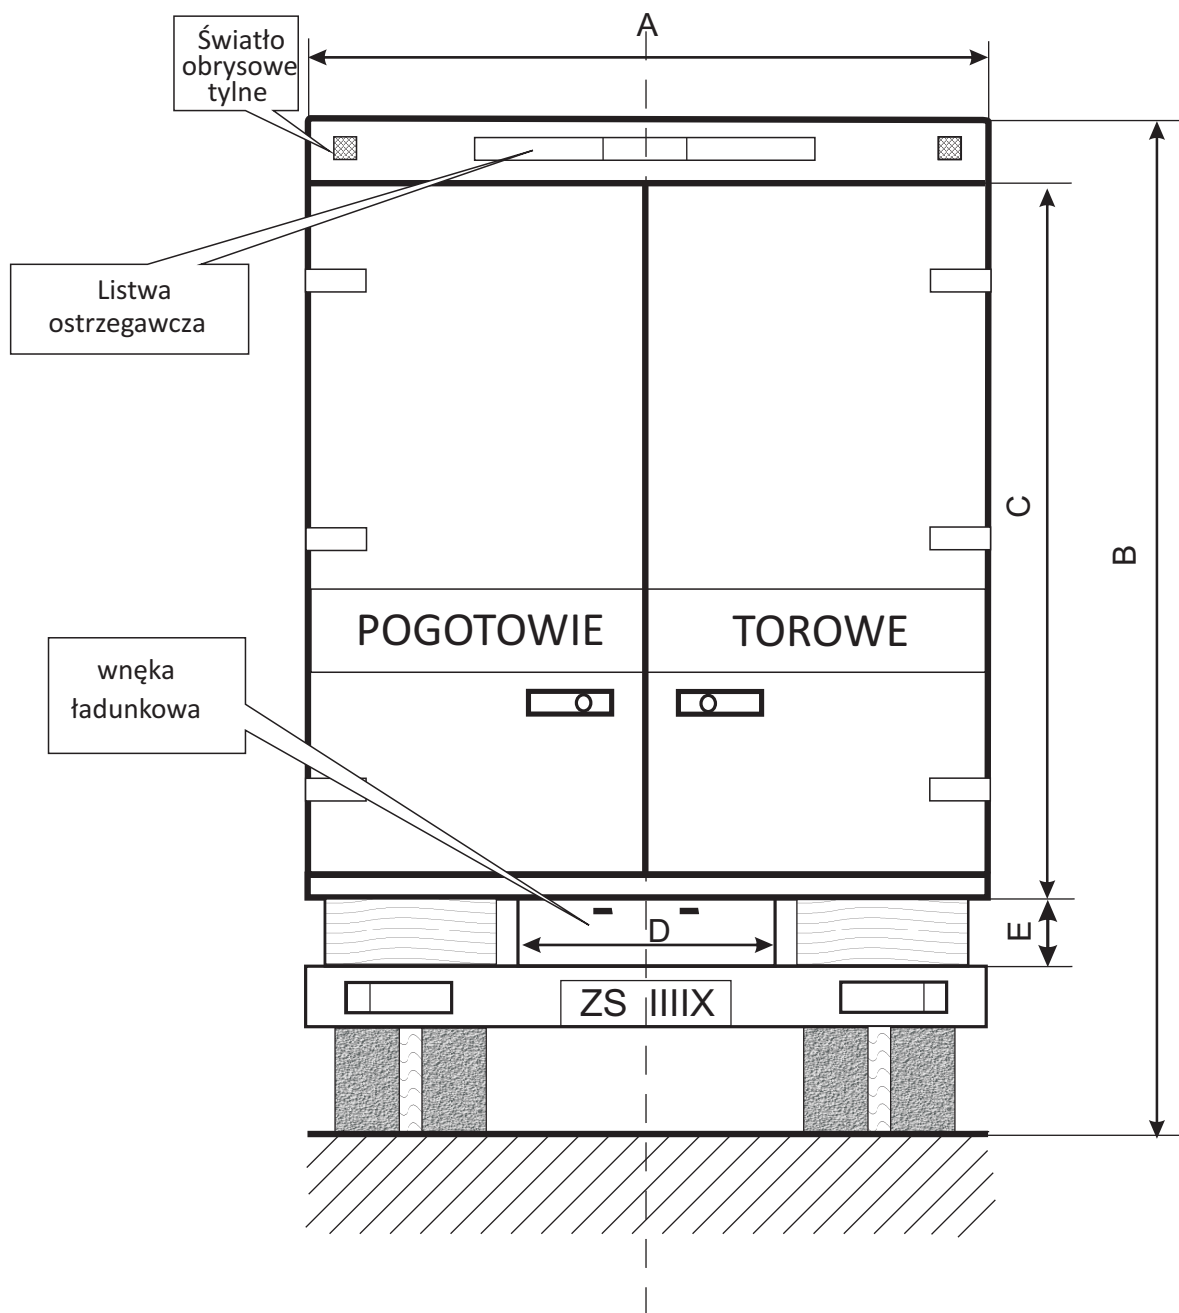 A
Światło
obrysowe
tylne
Listwa
ostrzegawcza
C
B
POGOTOWIE TOROWE
wnęka
ładunkowa
D
E
ZS IIIIX